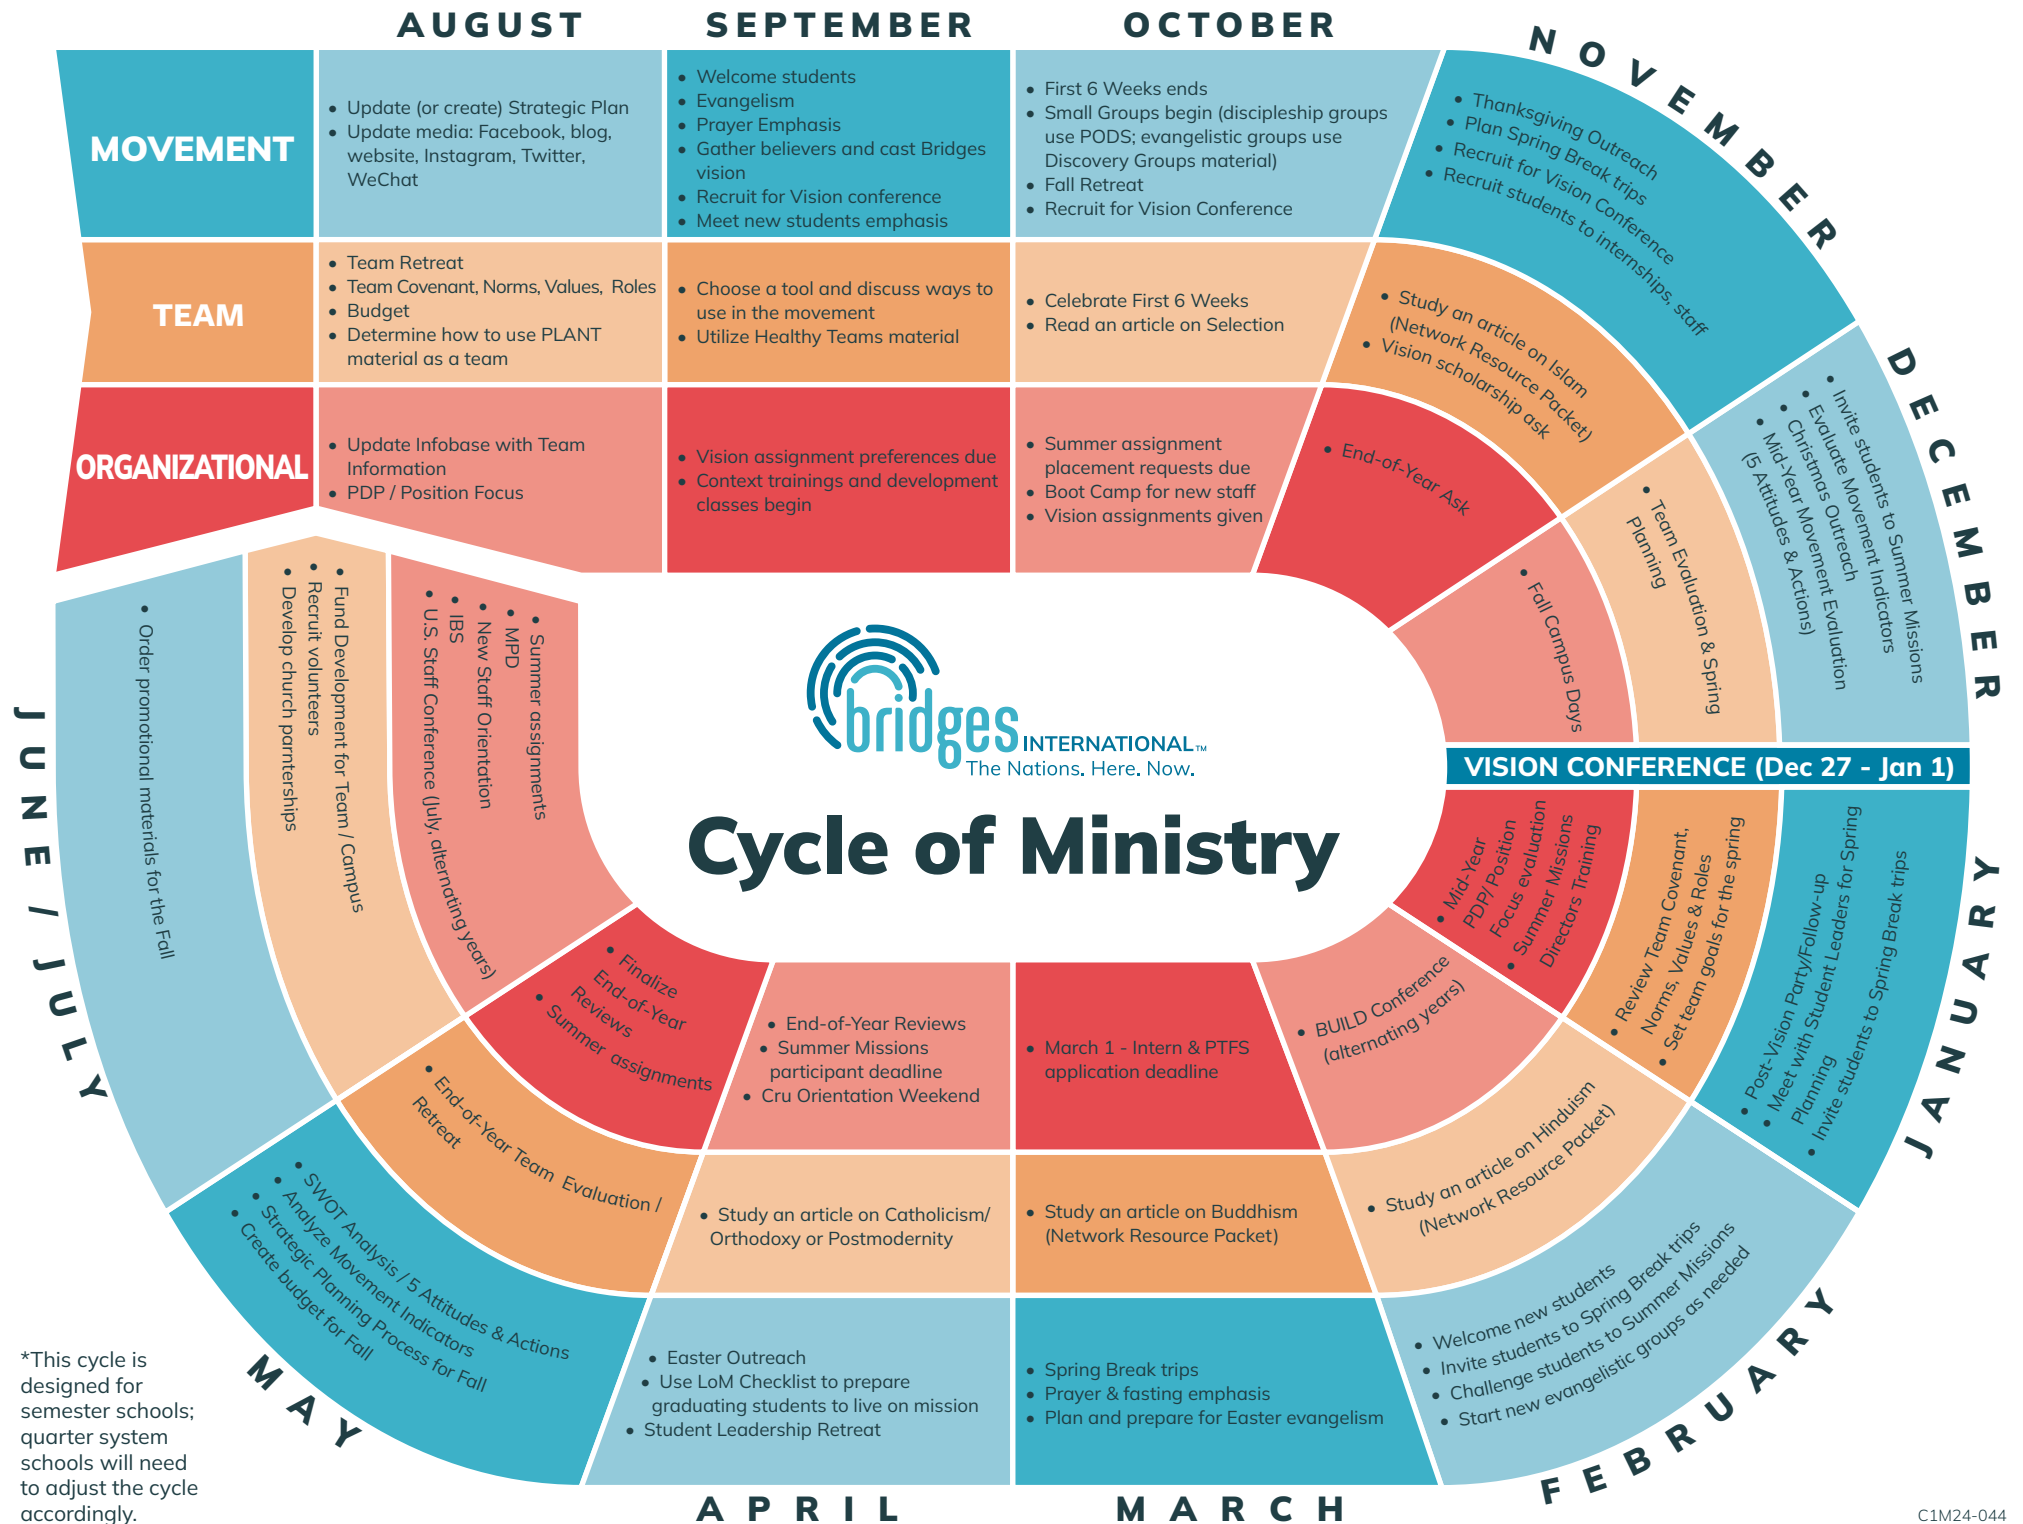 AUGUST
SEPTEMBER
OCTOBER
NOVEMBER
DECEMBER
MOVEMENT
• Update (or create) Strategic Plan
• Update media: Facebook, blog,
website, Instagram, Twitter,
WeChat
• Welcome students
• Evangelism
• Prayer Emphasis
• Gather believers and cast Bridges
vision
• Recruit for Vision conference
• Meet new students emphasis
• First 6 Weeks ends
• Small Groups begin (discipleship groups
use PODS; evangelistic groups use
Discovery Groups material)
• Fall Retreat
• Recruit for Vision Conference
• Thanksgiving Outreach
• Plan Spring Break trips
• Recruit for Vision Conference
• Recruit students to internships, staff
• Invite students to Summer Missions
• Evaluate Movement Indicators
• Christmas Outreach
• Mid-Year Movement Evaluation
(5 Attitudes & Actions)
TEAM
• Team Retreat
• Team Covenant, Norms, Values, Roles
• Budget
• Determine how to use PLANT
material as a team
• Choose a tool and discuss ways to
use in the movement
• Utilize Healthy Teams material
• Celebrate First 6 Weeks
• Read an article on Selection
• Study an article on Islam
(Network Resource Packet)
• Vision scholarship ask
• Team Evaluation & Spring
Planning
ORGANIZATIONAL
• Update Infobase with Team
Information
• PDP / Position Focus
• Vision assignment preferences due
• Context trainings and development
classes begin
• Summer assignment
placement requests due
• Boot Camp for new staff
• Vision assignments given
• End-of-Year Ask
• Fall Campus Days
VISION CONFERENCE (Dec 27 - Jan 1)
bridges
INTERNATIONAL™
The Nations. Here. Now.
Cycle of Ministry
JANUARY
• Mid-Year
PDP/ Position
Focus evaluation
• Summer Missions
Directors Training
• Review Team Covenant,
Norms, Values & Roles
• Set team goals for the spring
• Post-Vision Party/Follow-up
• Meet with Student Leaders for Spring
Planning
• Invite students to Spring Break trips
FEBRUARY
• BUILD Conference
(alternating years)
• Study an article on Hinduism
(Network Resource Packet)
• Welcome new students
• Invite students to Spring Break trips
• Challenge students to Summer Missions
• Start new evangelistic groups as needed
MARCH
• March 1 - Intern & PTFS
application deadline
• Study an article on Buddhism
(Network Resource Packet)
• Spring Break trips
• Prayer & fasting emphasis
• Plan and prepare for Easter evangelism
APRIL
• End-of-Year Reviews
• Summer Missions
participant deadline
• Cru Orientation Weekend
• Study an article on Catholicism/
Orthodoxy or Postmodernity
• Easter Outreach
• Use LoM Checklist to prepare
graduating students to live on mission
• Student Leadership Retreat
MAY
• Finalize
End-of-Year
Reviews
• Summer assignments
• End-of-Year Team Evaluation /
Retreat
• SWOT Analysis / 5 Attitudes & Actions
• Analyze Movement Indicators
• Strategic Planning Process for Fall
• Create budget for Fall
JUNE / JULY
• Summer assignments
• MPD
• New Staff Orientation
• IBS
• U.S. Staff Conference (July, alternating years)
• Fund Development for Team / Campus
• Recruit volunteers
• Develop church parnterships
• Order promotional materials for the Fall
*This cycle is
designed for
semester schools;
quarter system
schools will need
to adjust the cycle
accordingly.
C1M24-044